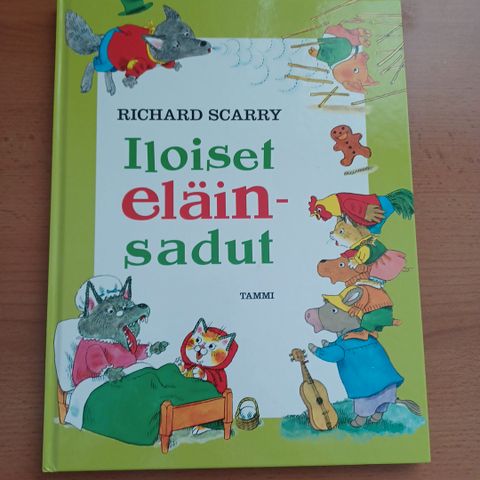 RICHARD SCARRY
Iloiset
eläin-
sadut
TAMMI